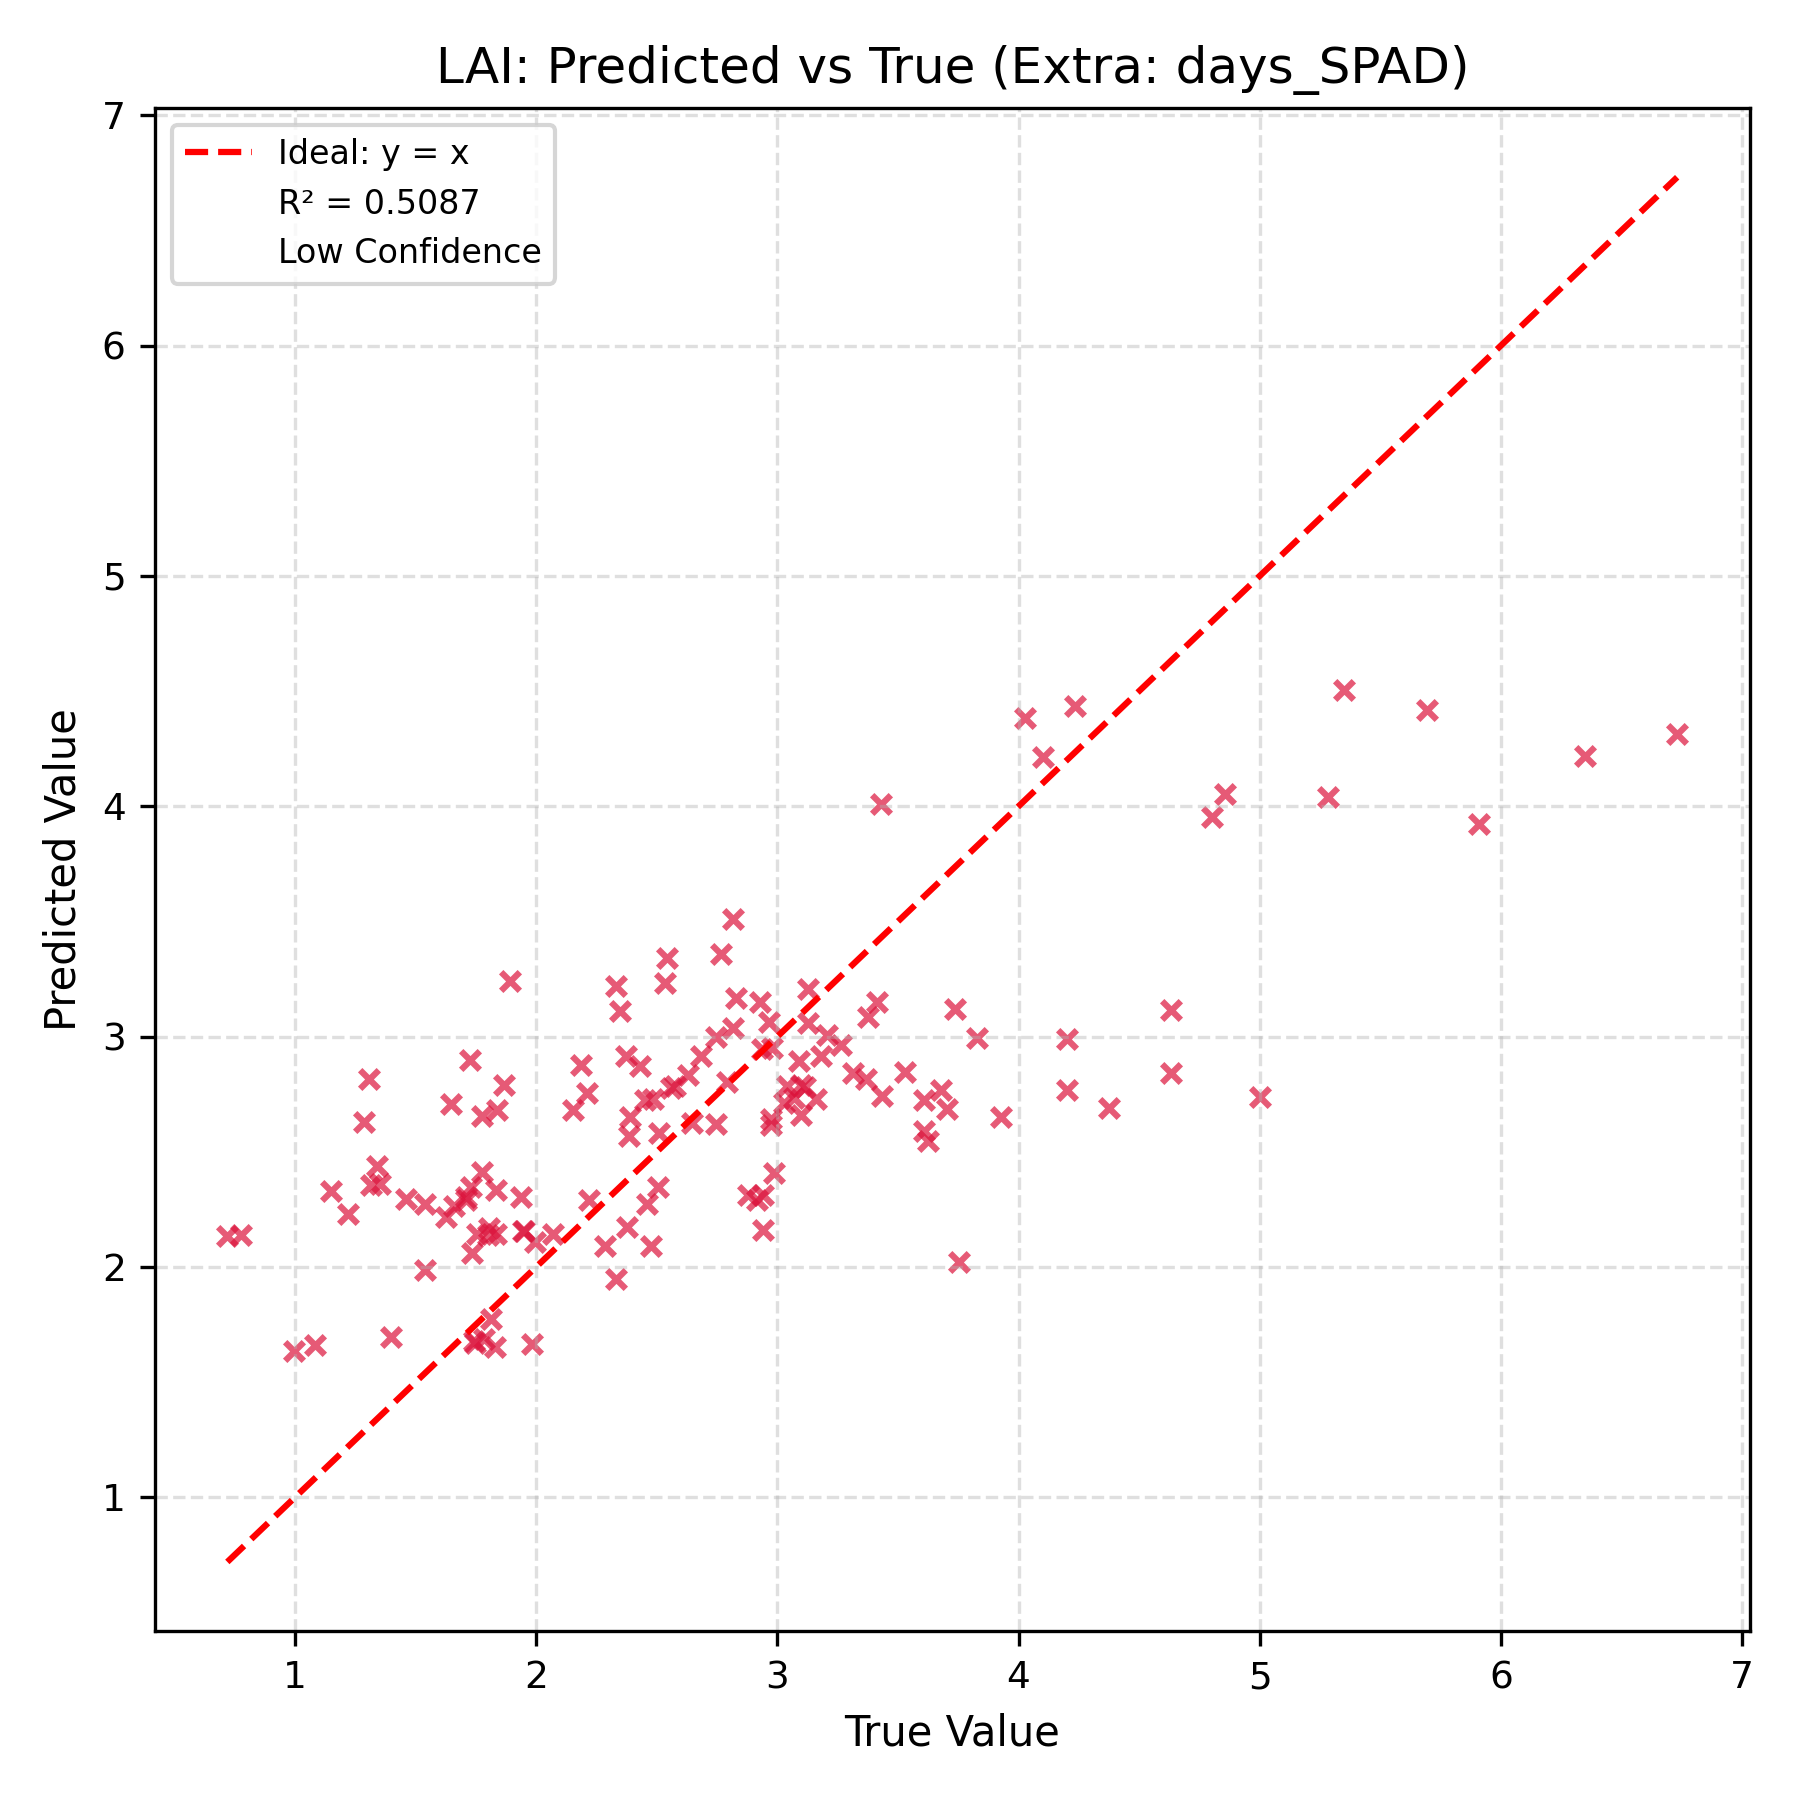 LAI: Predicted vs True (Extra: days_SPAD)
7
6
5
4
3
2
1
Ideal: y = x
R² = 0.5087
Low Confidence
Predicted Value
1 2 3 4 5 6 7
True Value